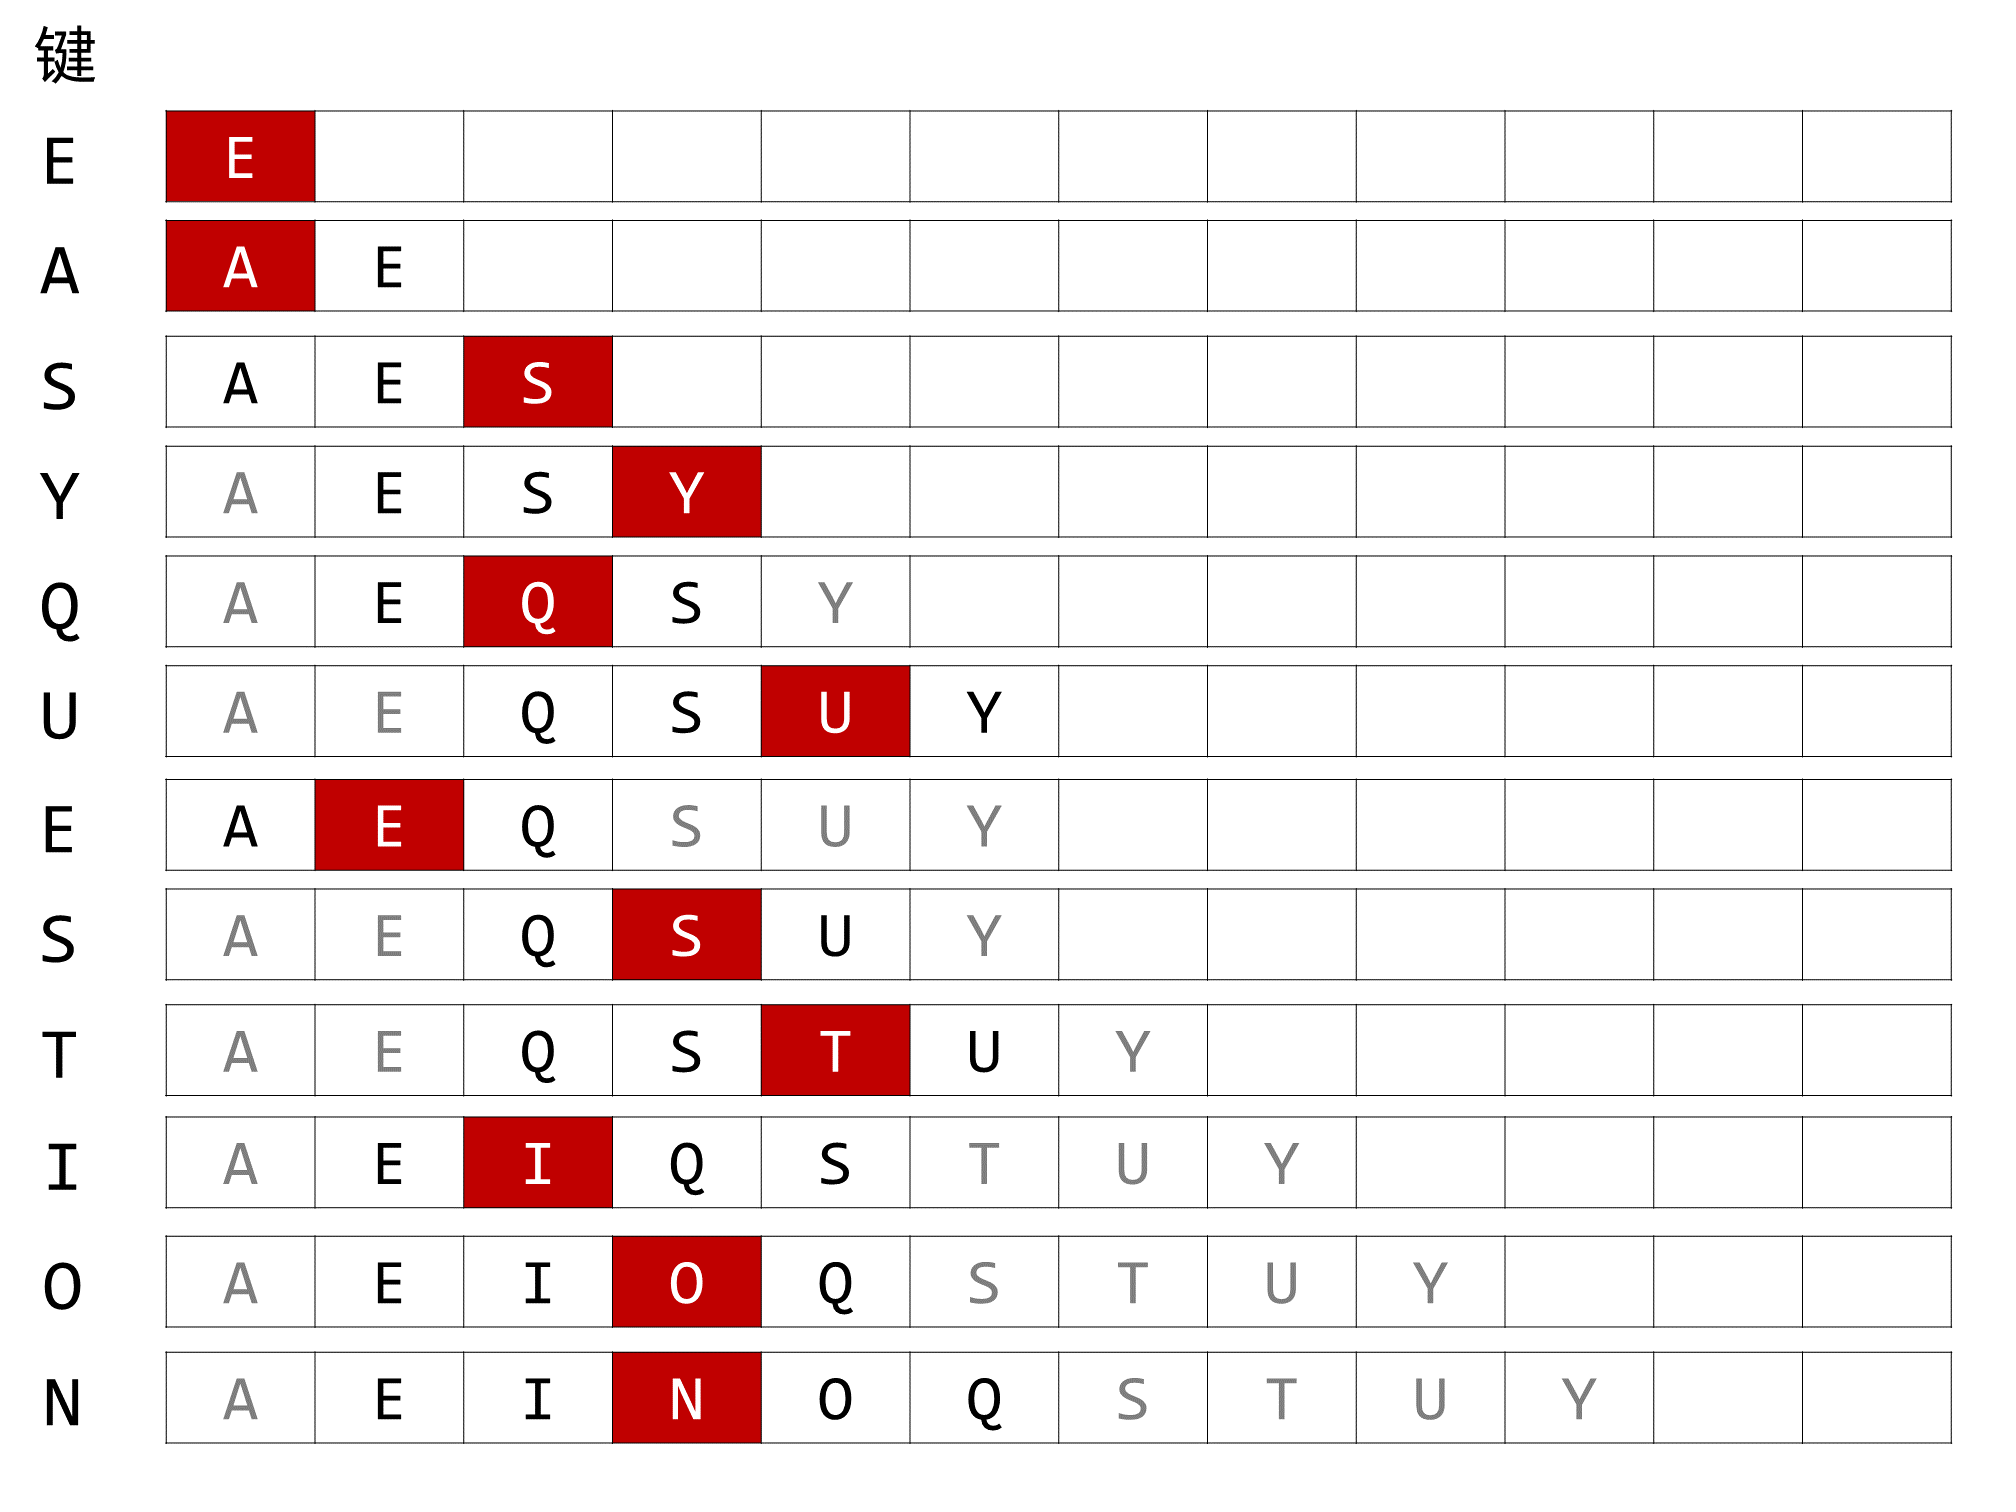 键
E E
A A E
S A E S
Y A E S Y
Q A E Q S Y
U A E Q S U Y
E A E Q S U Y
S A E Q S U Y
T A E Q S T U Y
I A E I Q S T U Y
O A E I O Q S T U Y
N A E I N O Q S T U Y